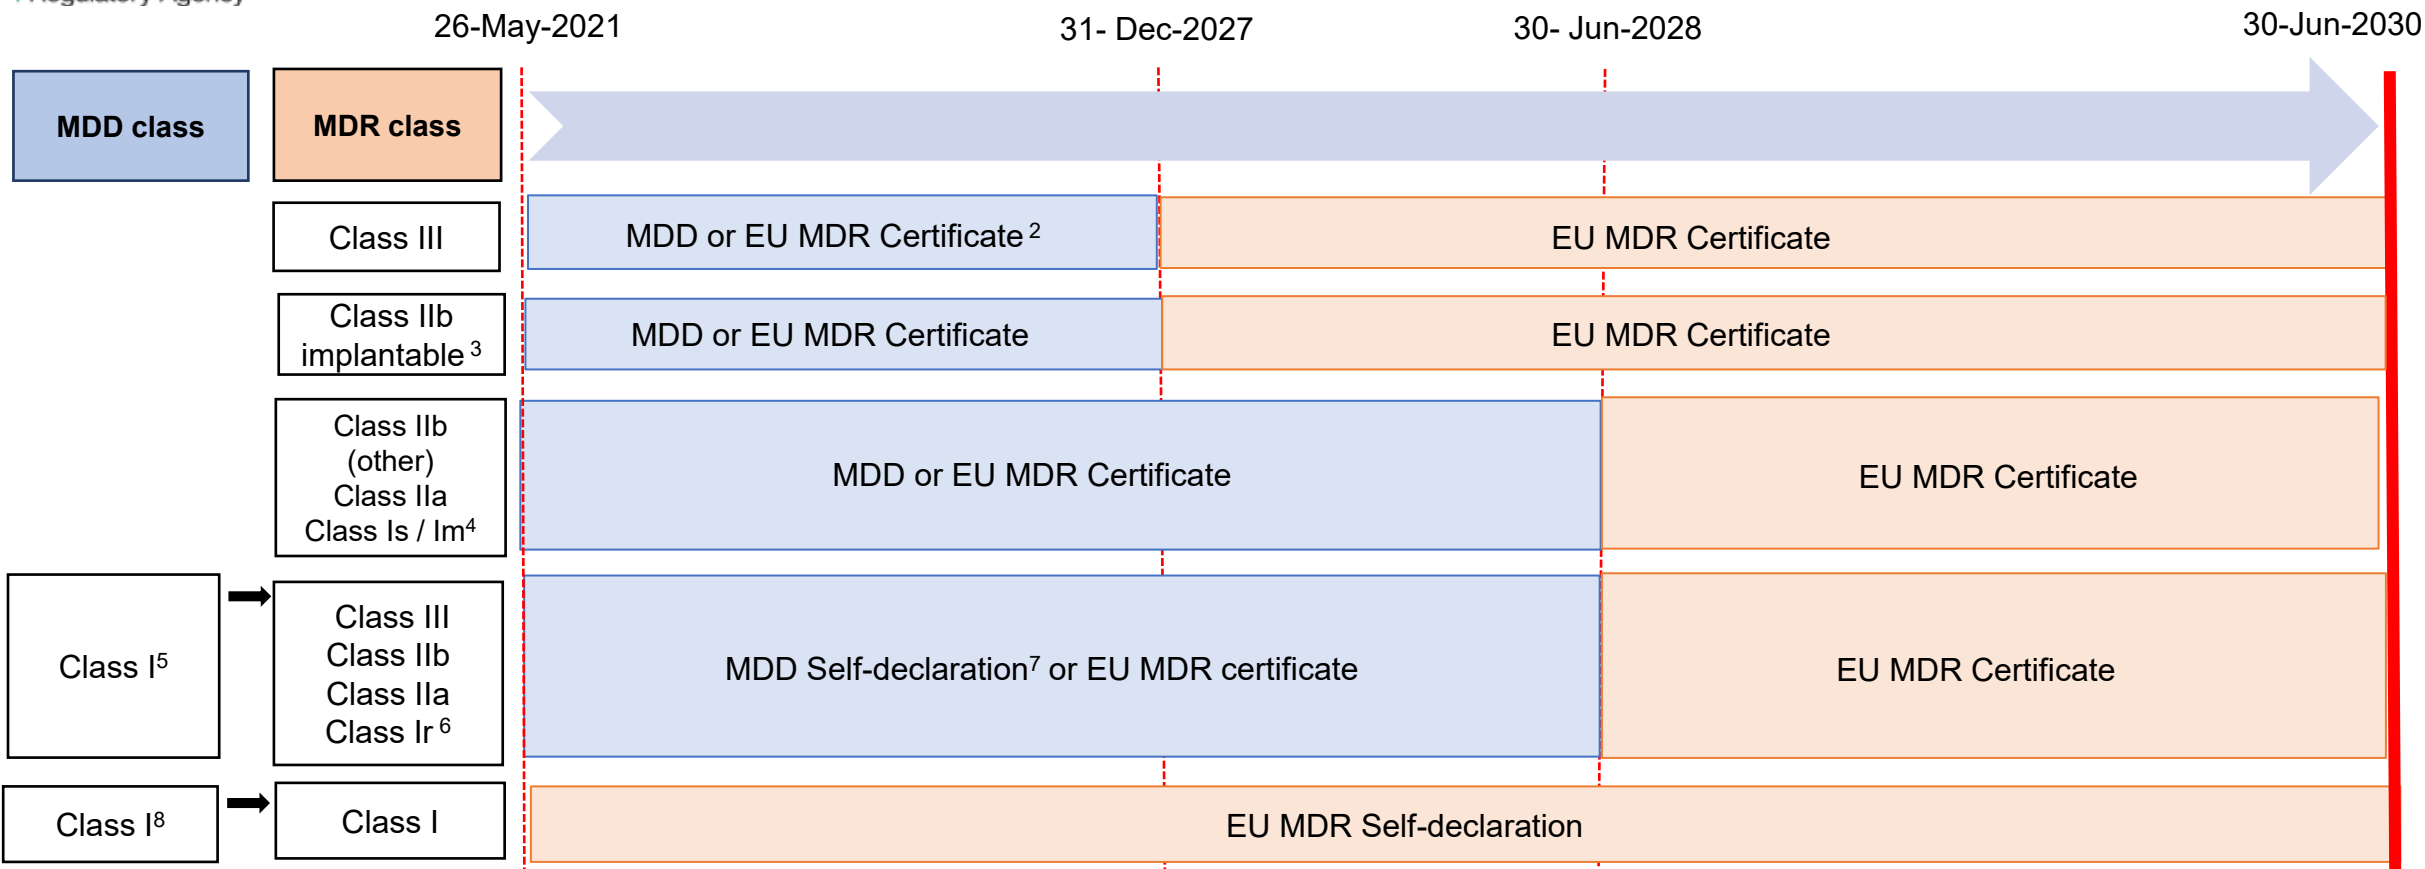 Regulatory Agency
26-May-2021
31- Dec-2027
30- Jun-2028
30-Jun-2030
MDD class
MDR class
Class III
MDD or EU MDR Certificate 2
EU MDR Certificate
Class IIb
implantable 3
MDD or EU MDR Certificate
EU MDR Certificate
Class IIb
(other)
Class IIa
Class Is / Im4
MDD or EU MDR Certificate
EU MDR Certificate
Class I5
Class III
Class IIb
Class IIa
Class Ir 6
MDD Self-declaration7 or EU MDR certificate
EU MDR Certificate
Class I8
Class I
EU MDR Self-declaration